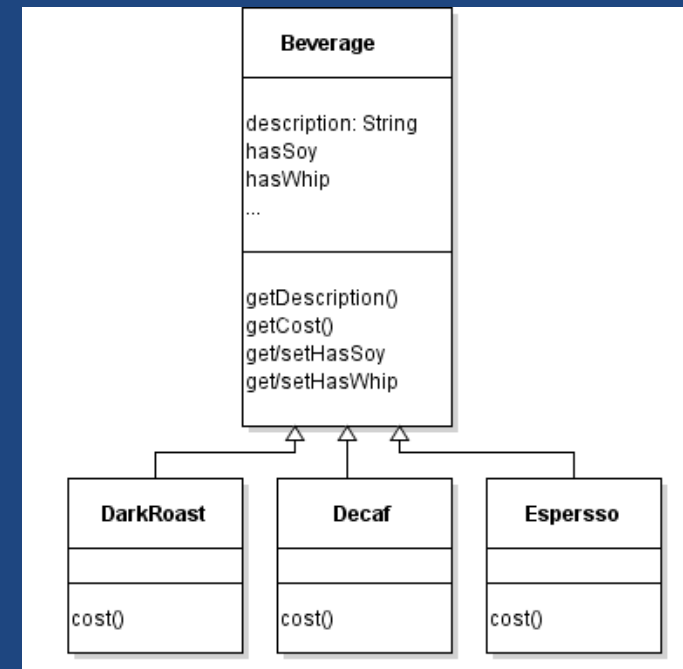 Beverage
description: String
hasSoy
hasWhip
...
getDescription()
getCost()
get/setHasSoy
get/setHasWhip
DarkRoast
Decaf
Espersso
cost()
cost()
cost()